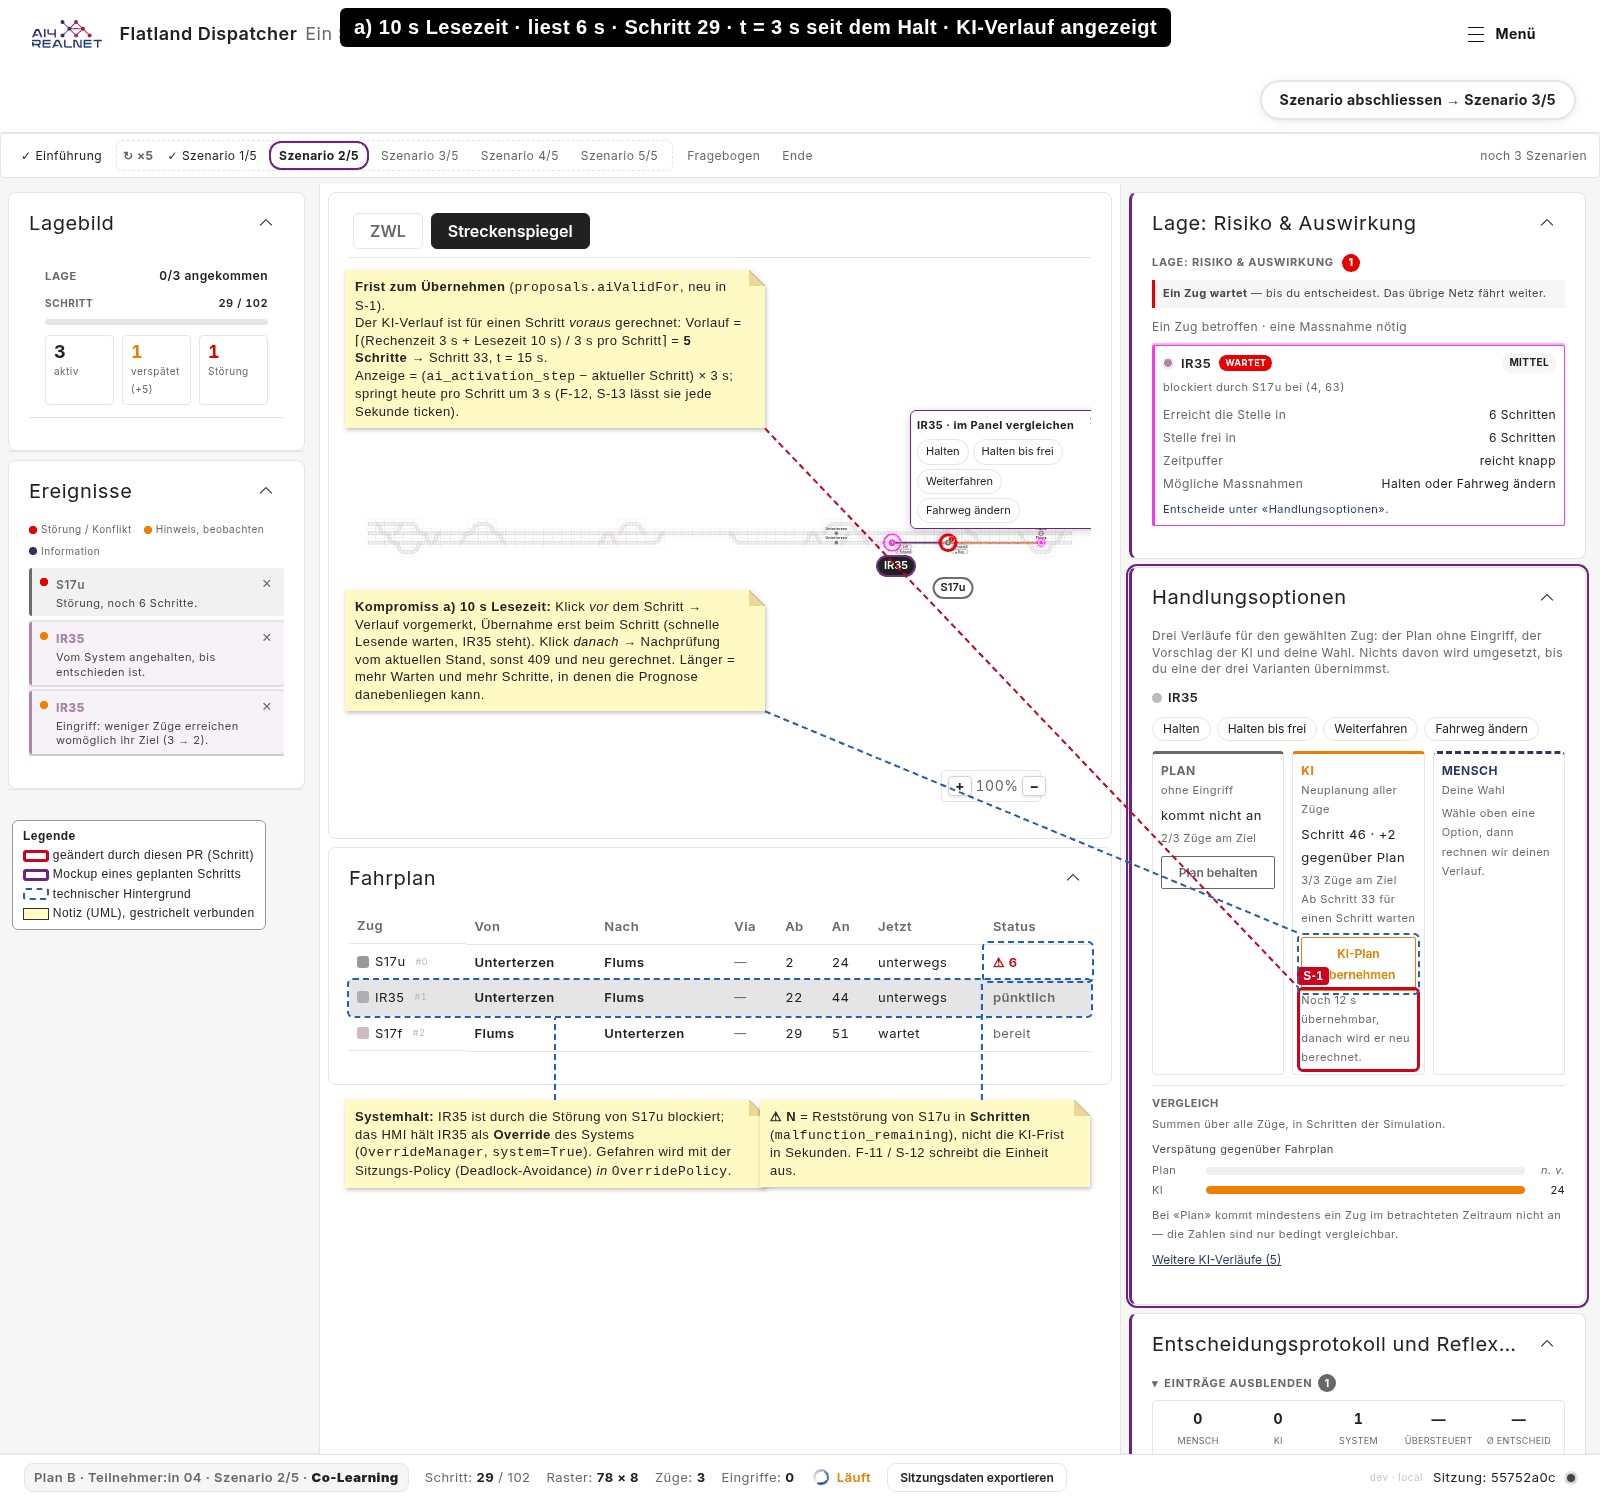 AI4
REALNET
Flatland Dispatcher Ein
a) 10 s Lesezeit · liest 6 s · Schritt 29 · t = 3 s seit dem Halt · KI-Verlauf angezeigt
Menü
Szenario abschliessen → Szenario 3/5
✓ Einführung
↻ ×5
✓ Szenario 1/5
Szenario 2/5
Szenario 3/5
Szenario 4/5
Szenario 5/5
Fragebogen
Ende
noch 3 Szenarien
Lagebild
LAGE
0/3 angekommen
SCHRITT
29 / 102
3
aktiv
1
verspätet
(+5)
1
Störung
Ereignisse
Störung / Konflikt
Hinweis, beobachten
Information
S17u
Störung, noch 6 Schritte.
IR35
Vom System angehalten, bis
entschieden ist.
IR35
Eingriff: weniger Züge erreichen
womöglich ihr Ziel (3 → 2).
Legende
geändert durch diesen PR (Schritt)
Mockup eines geplanten Schritts
technischer Hintergrund
Notiz (UML), gestrichelt verbunden
ZWL
Streckenspiegel
Frist zum Übernehmen (proposals.aiValidFor, neu in
S-1).
Der KI-Verlauf ist für einen Schritt voraus gerechnet: Vorlauf =
⌈(Rechenzeit 3 s + Lesezeit 10 s) / 3 s pro Schritt⌉ = 5
Schritte → Schritt 33, t = 15 s.
Anzeige = (ai_activation_step − aktueller Schritt) × 3 s;
springt heute pro Schritt um 3 s (F-12, S-13 lässt sie jede
Sekunde ticken).
IR35 · im Panel vergleichen
Halten
Halten bis frei
Weiterfahren
Fahrweg ändern
Unterterzen
Unterterzen
IR35
S17u
Kompromiss a) 10 s Lesezeit: Klick vor dem Schritt →
Verlauf vorgemerkt, Übernahme erst beim Schritt (schnelle
Lesende warten, IR35 steht). Klick danach → Nachprüfung
vom aktuellen Stand, sonst 409 und neu gerechnet. Länger =
mehr Warten und mehr Schritte, in denen die Prognose
danebenliegen kann.
+ 100% −
Fahrplan
Zug Von Nach Via Ab An Jetzt Status
S17u #0 Unterterzen Flums — 2 24 unterwegs ⚠ 6
IR35 #1 Unterterzen Flums — 22 44 unterwegs pünktlich
S17f #2 Flums Unterterzen — 29 51 wartet bereit
Systemhalt: IR35 ist durch die Störung von S17u blockiert;
das HMI hält IR35 als Override des Systems
(OverrideManager, system=True). Gefahren wird mit der
Sitzungs-Policy (Deadlock-Avoidance) in OverridePolicy.
⚠ N = Reststörung von S17u in Schritten
(malfunction_remaining), nicht die KI-Frist
in Sekunden. F-11 / S-12 schreibt die Einheit
aus.
Lage: Risiko & Auswirkung
LAGE: RISIKO & AUSWIRKUNG 1
Ein Zug wartet — bis du entscheidest. Das übrige Netz fährt weiter.
Ein Zug betroffen · eine Massnahme nötig
IR35 WARTET MITTEL
blockiert durch S17u bei (4, 63)
Erreicht die Stelle in 6 Schritten
Stelle frei in 6 Schritten
Zeitpuffer reicht knapp
Mögliche Massnahmen Halten oder Fahrweg ändern
Entscheide unter «Handlungsoptionen».
Handlungsoptionen
Drei Verläufe für den gewählten Zug: der Plan ohne Eingriff, der
Vorschlag der KI und deine Wahl. Nichts davon wird umgesetzt, bis
du eine der drei Varianten übernimmst.
IR35
Halten
Halten bis frei
Weiterfahren
Fahrweg ändern
PLAN
ohne Eingriff
kommt nicht an
2/3 Züge am Ziel
Plan behalten
KI
Neuplanung aller
Züge
Schritt 46 · +2
gegenüber Plan
3/3 Züge am Ziel
Ab Schritt 33 für
einen Schritt warten
KI-Plan
S-1 bernehmen
Noch 12 s
übernehmbar,
danach wird er neu
berechnet.
MENSCH
Deine Wahl
Wähle oben eine
Option, dann
rechnen wir deinen
Verlauf.
VERGLEICH
Summen über alle Züge, in Schritten der Simulation.
Verspätung gegenüber Fahrplan
Plan n. v.
KI 24
Bei «Plan» kommt mindestens ein Zug im betrachteten Zeitraum nicht an
— die Zahlen sind nur bedingt vergleichbar.
Weitere KI-Verläufe (5)
Entscheidungsprotokoll und Reflex...
▾ EINTRÄGE AUSBLENDEN 1
0 0 1 — —
MENSCH KI SYSTEM ÜBERSTEUERT Ø ENTSCHEID
Plan B · Teilnehmer:in 04 · Szenario 2/5 · Co-Learning
Schritt: 29 / 102
Raster: 78 × 8
Züge: 3
Eingriffe: 0
Läuft
Sitzungsdaten exportieren
dev · local
Sitzung: 55752a0c